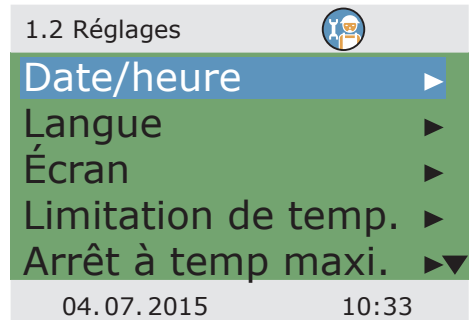 1.2 Réglages
Date/heure
Langue
Écran
Limitation de temp.
Arrêt à temp maxi.
04.07.2015 10:33